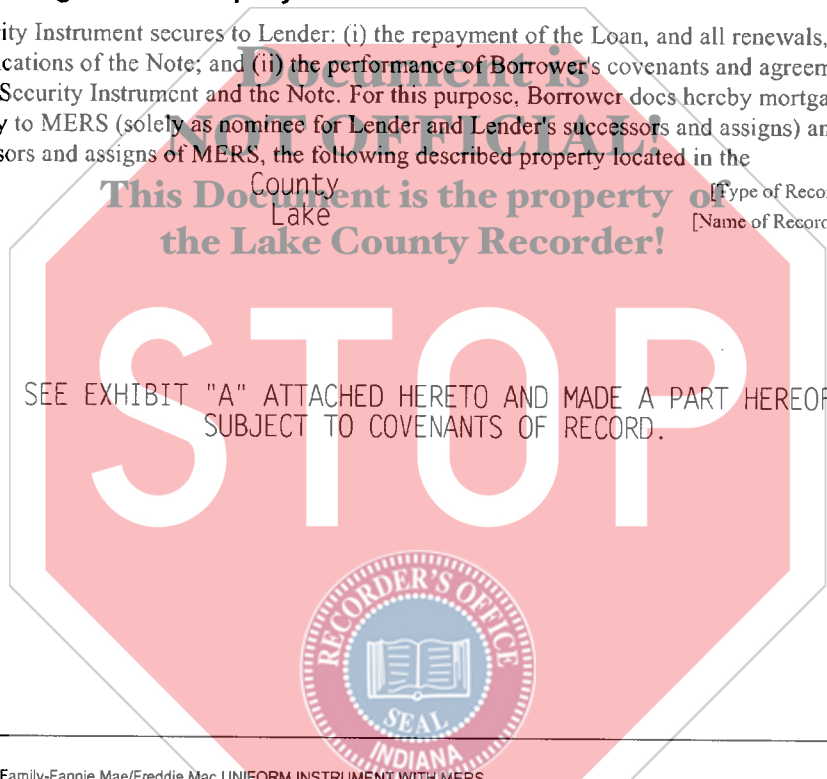 ity Instrument secures to Lender: (i) the repayment of the Loan, and all renewals,
cations of the Note; and (ii) the performance of Borrower's covenants and agreem
Security Instrument and the Note. For this purpose, Borrower does hereby mortga
y to MERS (solely as nominee for Lender and Lender's successors and assigns) an
sors and assigns of MERS, the following described property located in the
Document is
NOT OFFICIAL!
This Document is the property of
the Lake County Recorder!
County
[Type of Reco
Lake
[Name of Record
STOP
SEE EXHIBIT "A" ATTACHED HERETO AND MADE A PART HEREOF
SUBJECT TO COVENANTS OF RECORD.
RECORDER'S OFFICE
SEAL
INDIANA
Family-Fannie Mae/Freddie Mac UNIFORM INSTRUMENT WITH MERS